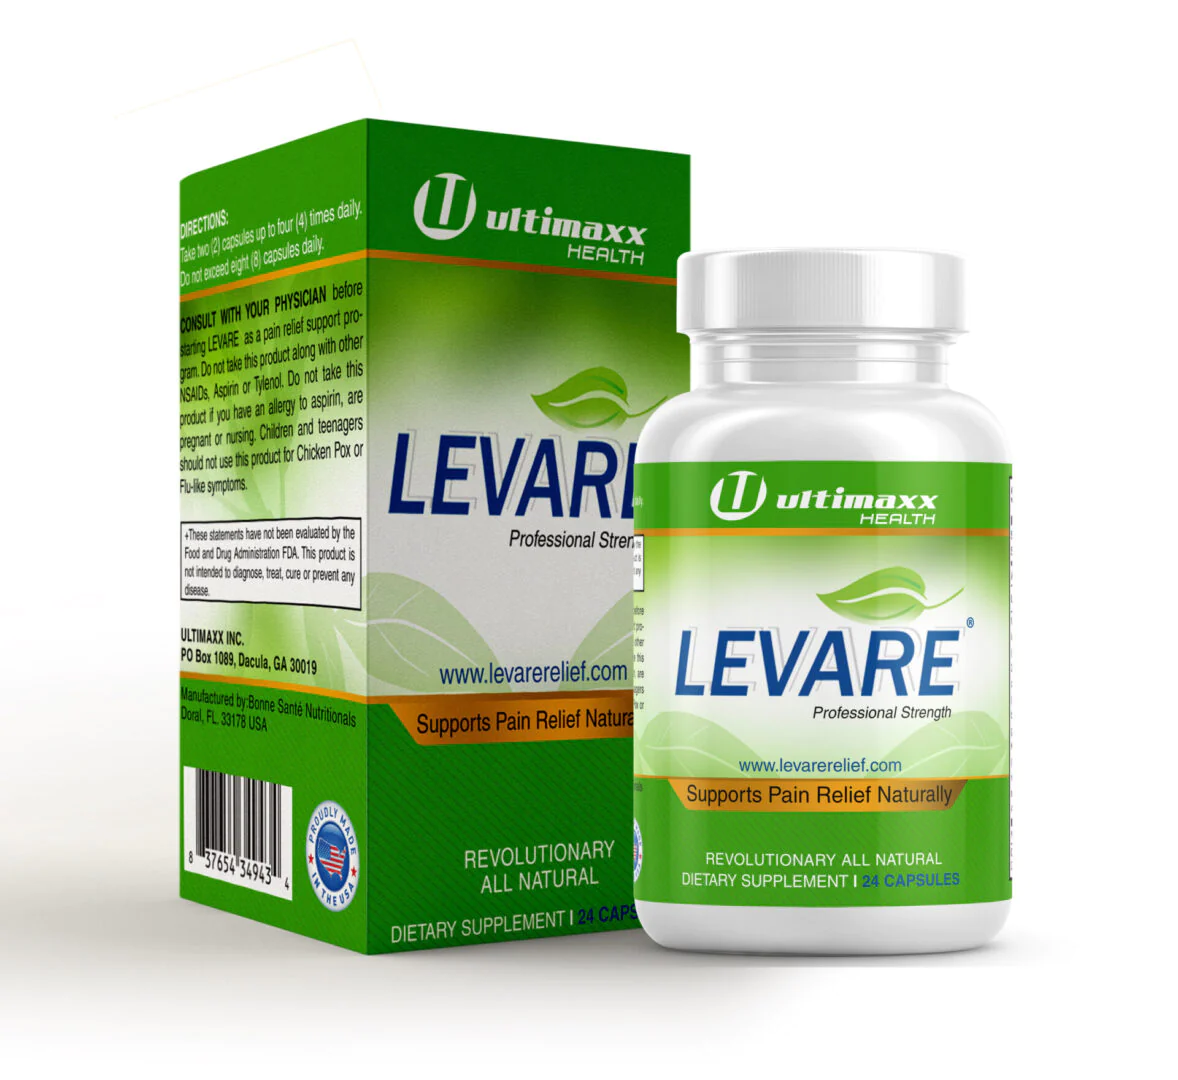 DIRECTIONS:
Take two (2) capsules up to four (4) times daily.
Do not exceed eight (8) capsules daily.
CONSULT WITH YOUR PHYSICIAN before
starting LEVARE as a pain relief support pro-
gram. Do not take this product along with other
NSAIDs, Aspirin or Tylenol. Do not take this
product if you have an allergy to aspirin, are
pregnant or nursing. Children and teenagers
should not use this product for Chicken Pox or
Flu-like symptoms.
+These statements have not been evaluated by the
Food and Drug Administration FDA. This product is
not intended to diagnose, treat, cure or prevent any
disease.
ULTIMAXX INC.
PO Box 1089, Dacula, GA 30019
Manufactured by:Bonne Santé Nutritionals
Doral, FL. 33178 USA
8 37654 34943 4
PROUDLY MADE
IN THE USA
ultimaxx
HEALTH
LEVARE
Professional Stren
www.levarerelief.com
Supports Pain Relief Natura
REVOLUTIONARY
ALL NATURAL
DIETARY SUPPLEMENT | 24 CAPS
ultimaxx
HEALTH
LEVARE®
Professional Strength
www.levarerelief.com
Supports Pain Relief Naturally
REVOLUTIONARY ALL NATURAL
DIETARY SUPPLEMENT | 24 CAPSULES